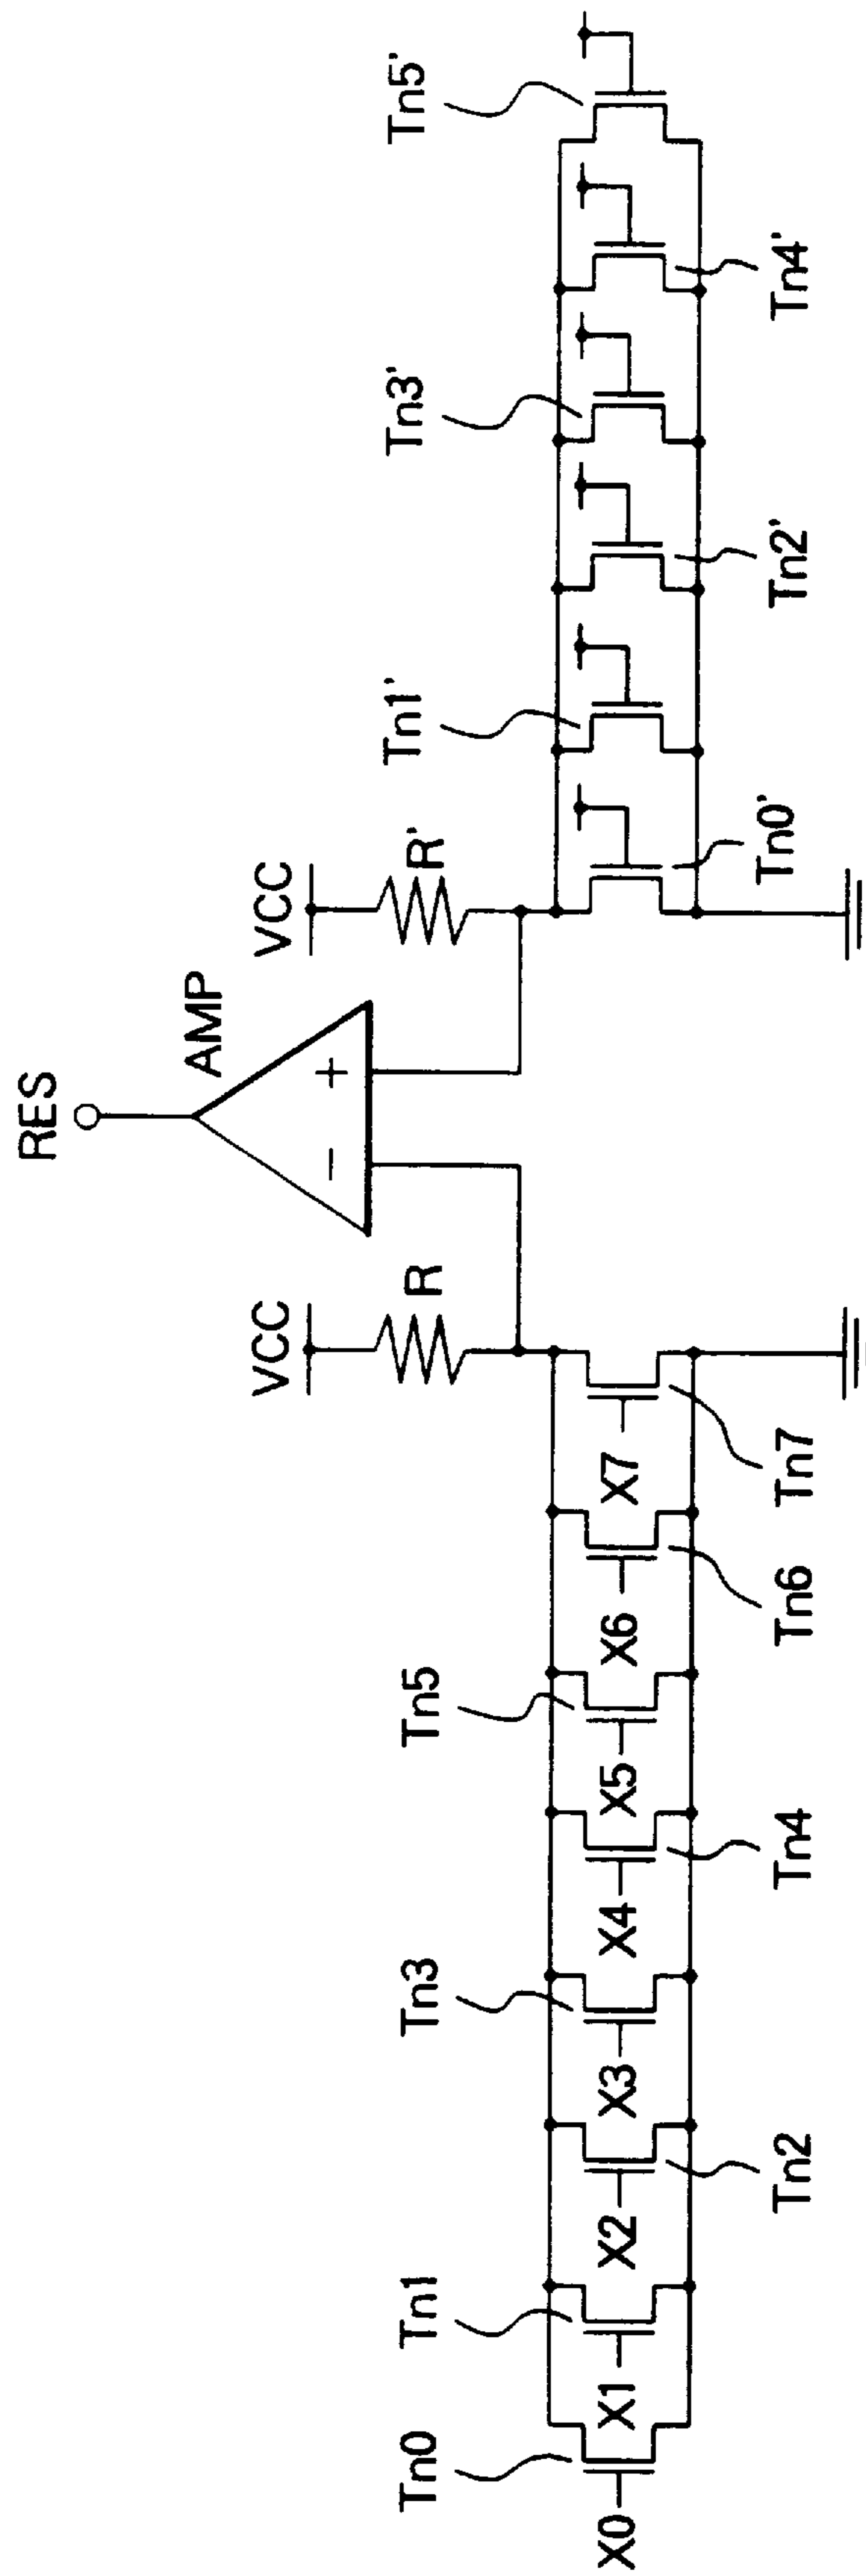 RES
AMP
VCC
VCC
R
R'
−
+
Tn0
Tn1
Tn3
Tn5
Tn1'
Tn3'
Tn5'
X0
X1
X2
X3
X4
X5
X6
X7
Tn2
Tn4
Tn6
Tn7
Tn0'
Tn2'
Tn4'